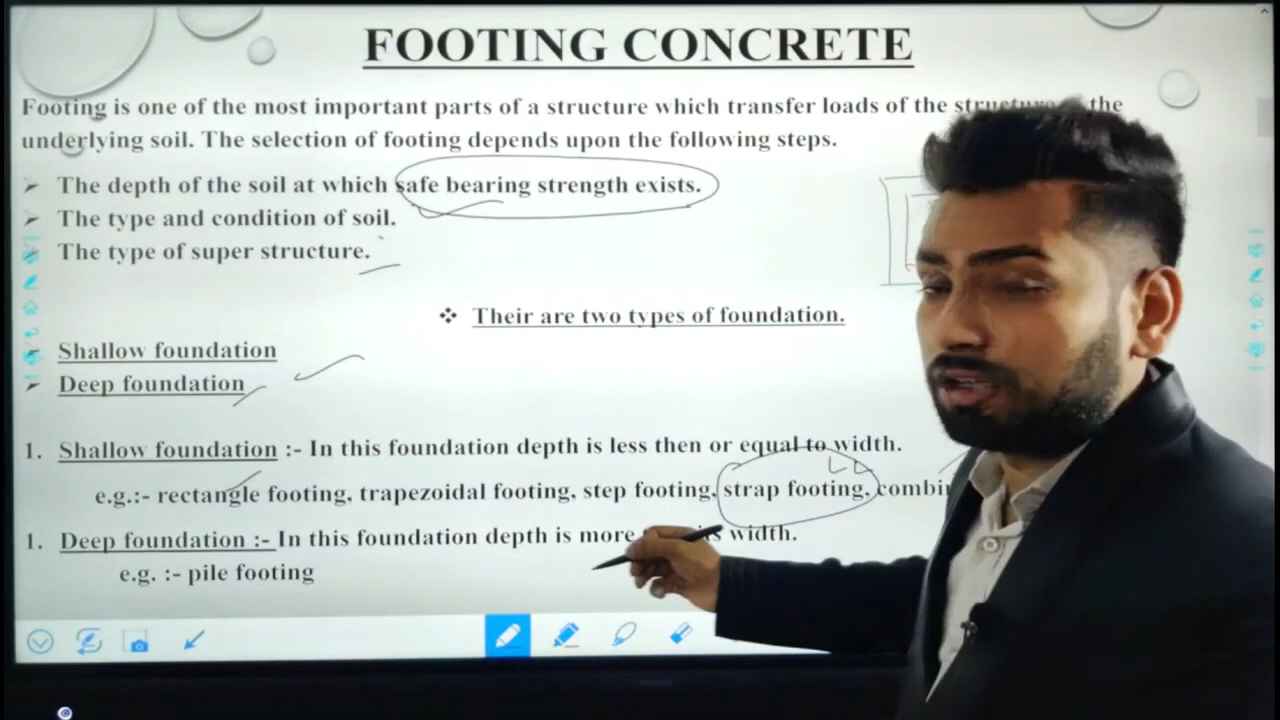 FOOTING CONCRETE
Footing is one of the most important parts of a structure which transfer loads of the structure the
underlying soil. The selection of footing depends upon the following steps.
➢ The depth of the soil at which safe bearing strength exists.
➢ The type and condition of soil.
➢ The type of super structure.
❖ Their are two types of foundation.
➢ Shallow foundation
➢ Deep foundation
1. Shallow foundation :- In this foundation depth is less then or equal to width.
e.g.:- rectangle footing, trapezoidal footing, step footing, strap footing,
1. Deep foundation :- In this foundation depth is more width.
e.g. :- pile footing